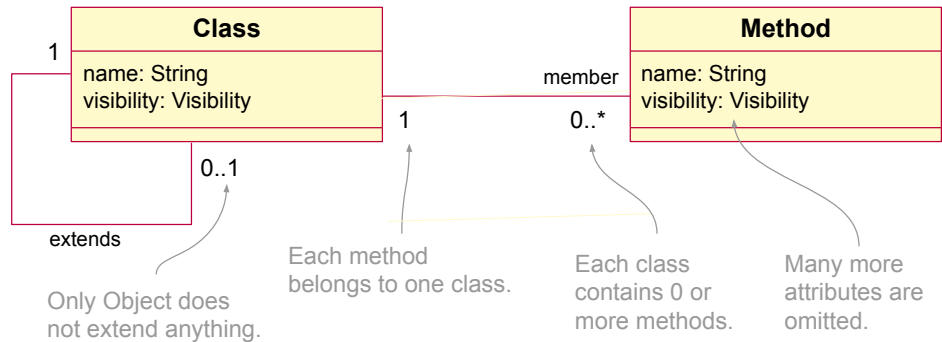 Class
Method
1
name: String
visibility: Visibility
member
name: String
visibility: Visibility
1
0..*
0..1
extends
Only Object does
not extend anything.
Each method
belongs to one class.
Each class
contains 0 or
more methods.
Many more
attributes are
omitted.